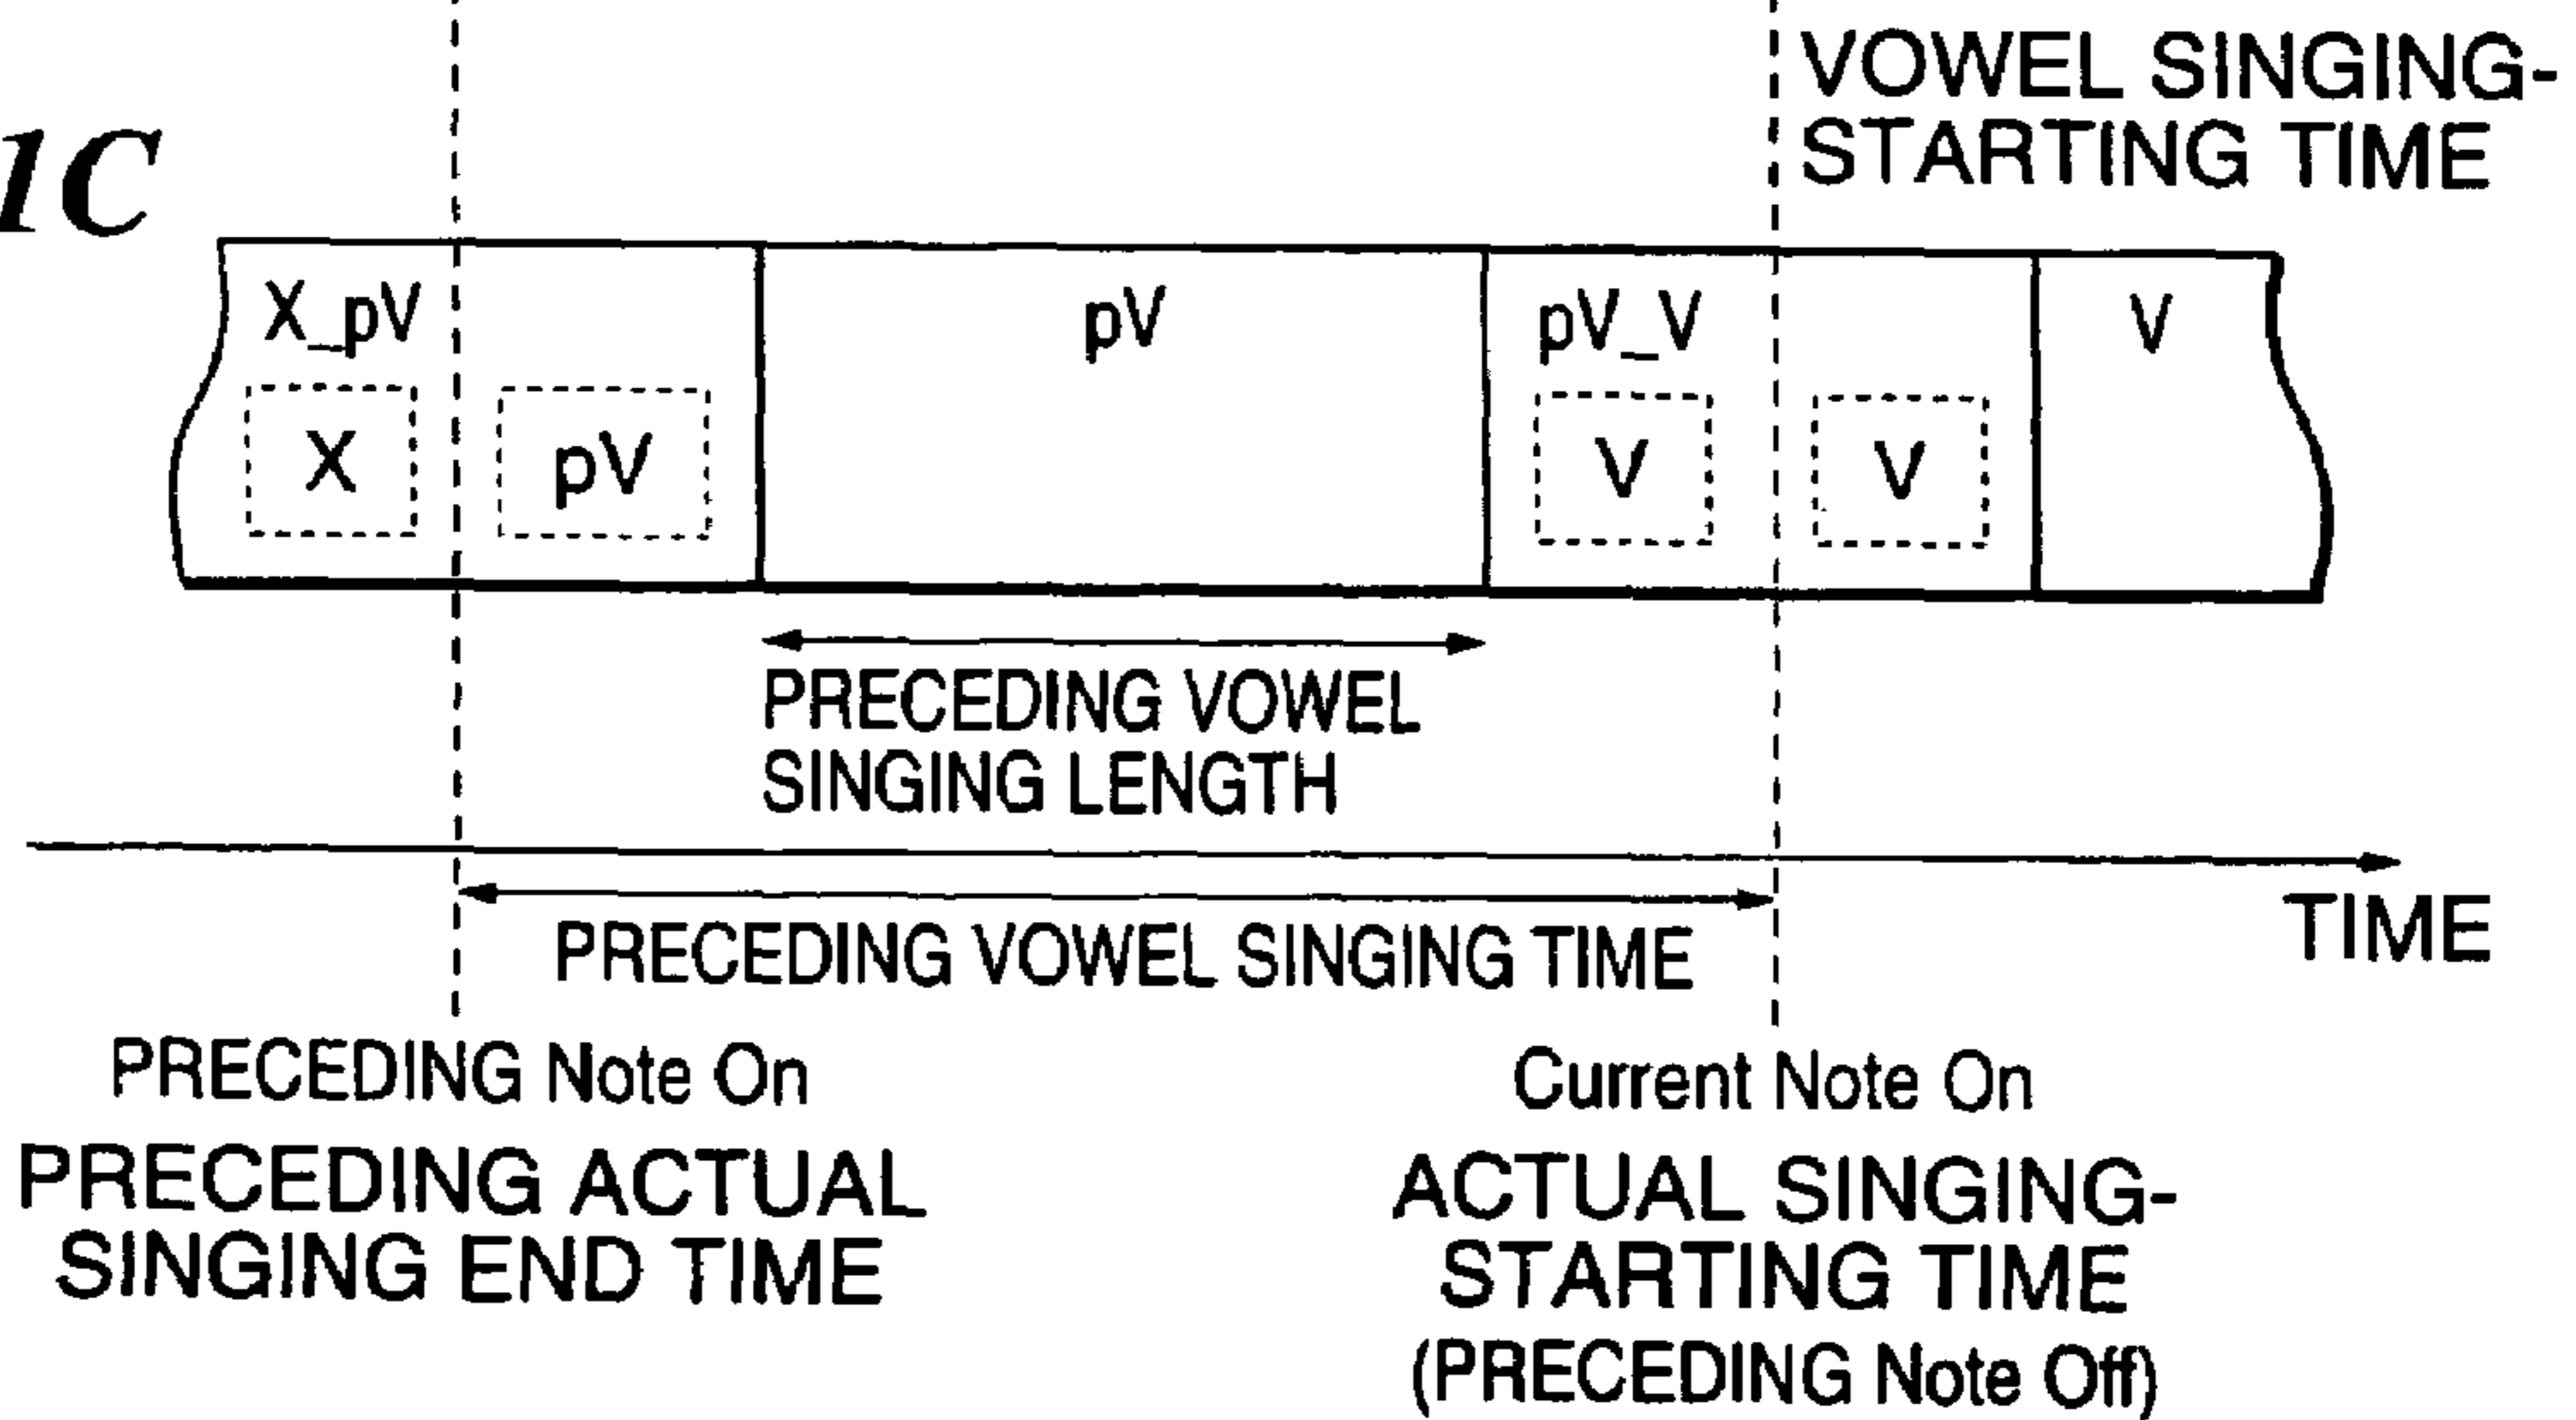 1C
VOWEL SINGING-
STARTING TIME
X_pV pV pV_V V
X pV V V
PRECEDING VOWEL
SINGING LENGTH
TIME
PRECEDING VOWEL SINGING TIME
PRECEDING Note On
PRECEDING ACTUAL
SINGING END TIME
Current Note On
ACTUAL SINGING-
STARTING TIME
(PRECEDING Note Off)